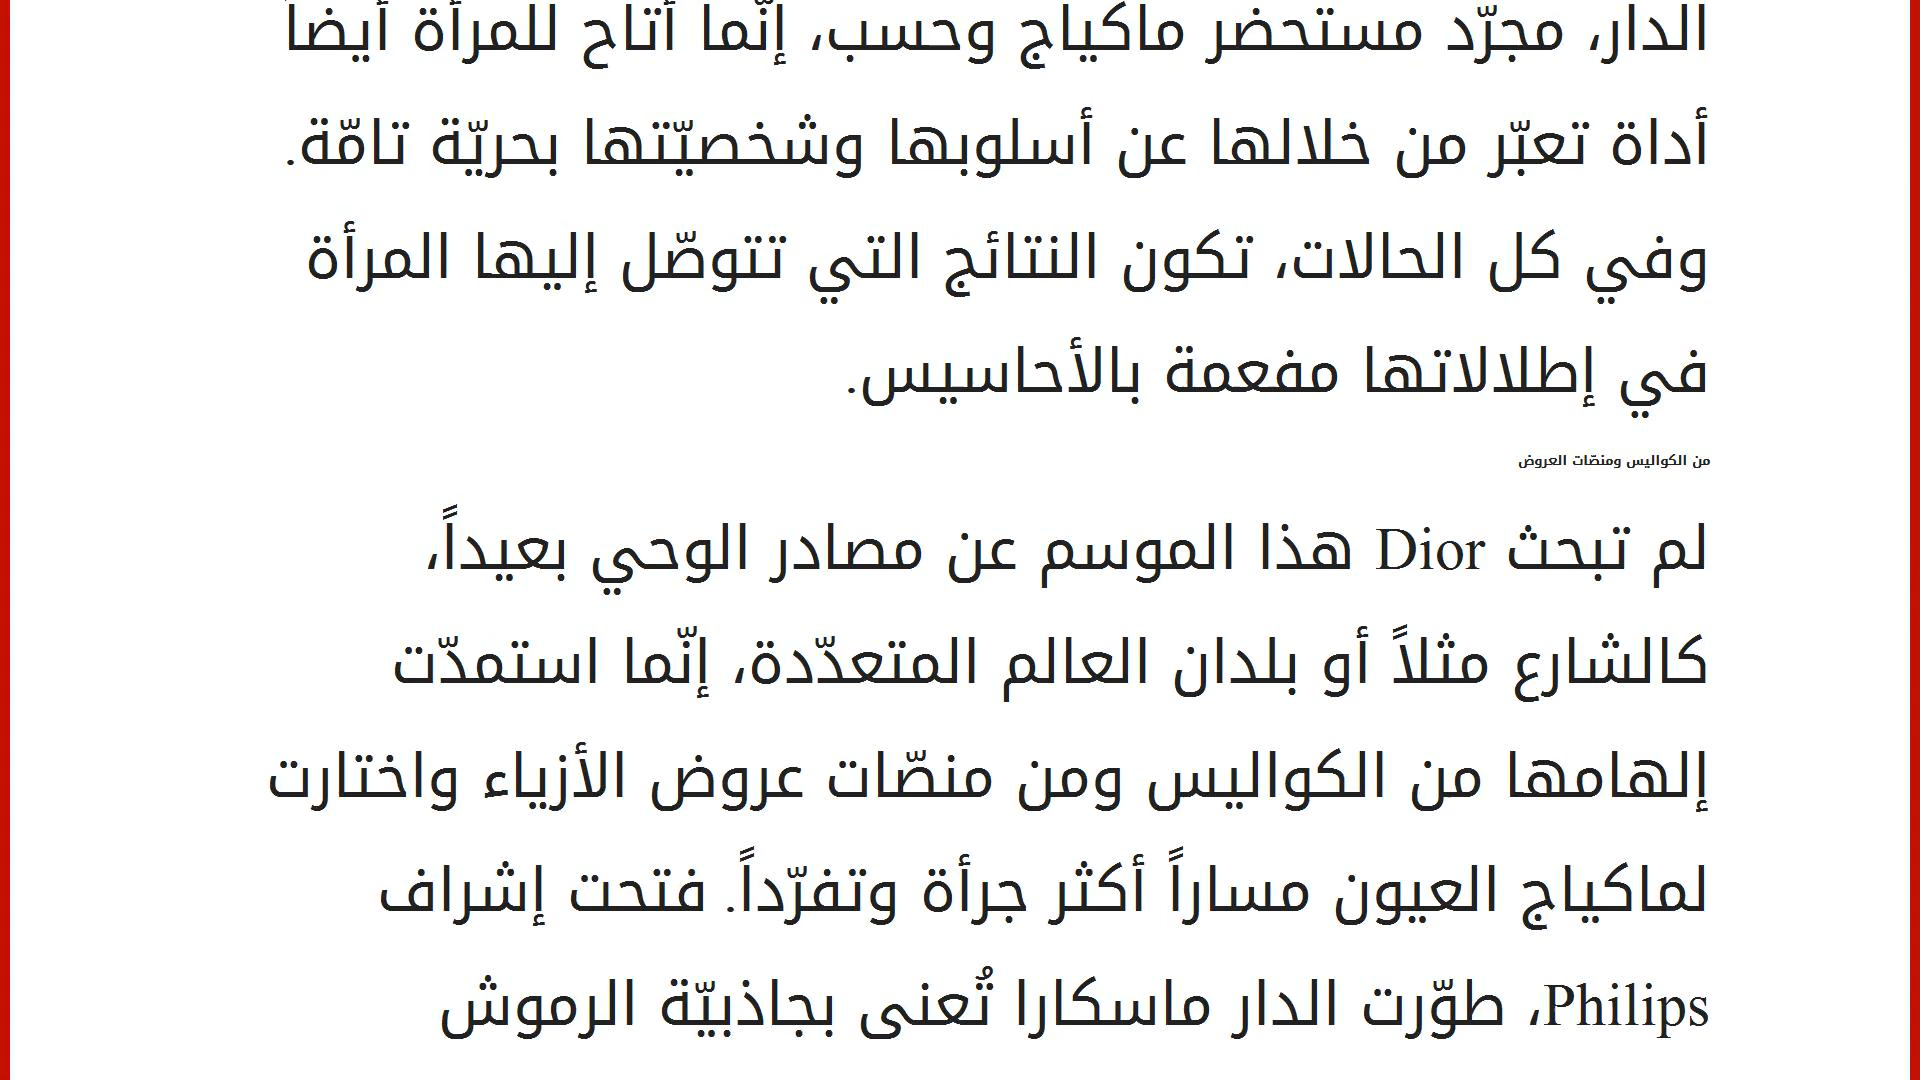 الدار، مجرّد مستحضر ماكياج وحسب، إنّما أتاح للمرأة أيضاً
أداة تعبّر من خلالها عن أسلوبها وشخصيّتها بحريّة تامّة.
وفي كل الحالات، تكون النتائج التي تتوصّل إليها المرأة
في إطلالاتها مفعمة بالأحاسيس.
من الكواليس ومنصّات العروض
لم تبحث Dior هذا الموسم عن مصادر الوحي بعيداً،
كالشارع مثلاً أو بلدان العالم المتعدّدة، إنّما استمدّت
إلهامها من الكواليس ومن منصّات عروض الأزياء واختارت
لماكياج العيون مساراً أكثر جرأة وتفرّداً. فتحت إشراف
Philips، طوّرت الدار ماسكارا تُعنى بجاذبيّة الرموش